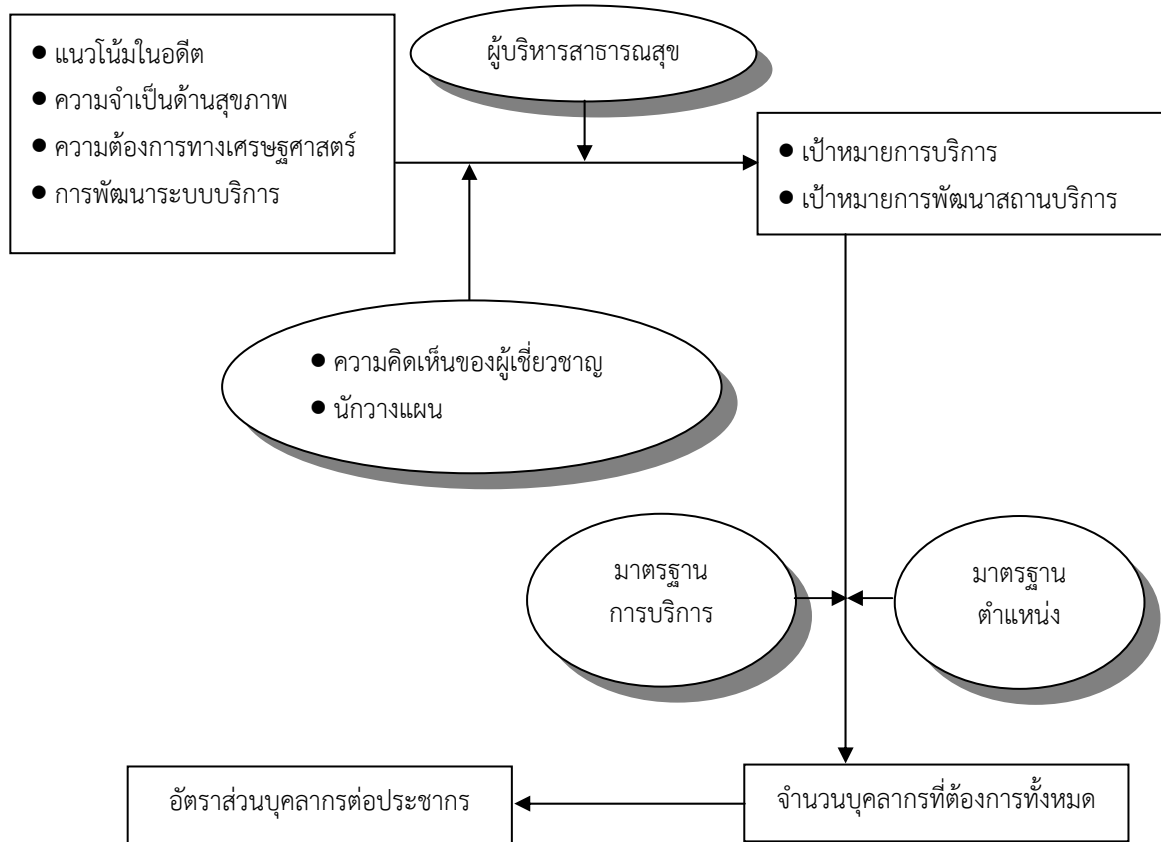 ● แนวโน้มในอดีต
● ความจำเป็นด้านสุขภาพ
● ความต้องการทางเศรษฐศาสตร์
● การพัฒนาระบบบริการ
ผู้บริหารสาธารณสุข
● เป้าหมายการบริการ
● เป้าหมายการพัฒนาสถานบริการ
● ความคิดเห็นของผู้เชี่ยวชาญ
● นักวางแผน
มาตรฐาน
การบริการ
มาตรฐาน
ตำแหน่ง
อัตราส่วนบุคลากรต่อประชากร
จำนวนบุคลากรที่ต้องการทั้งหมด